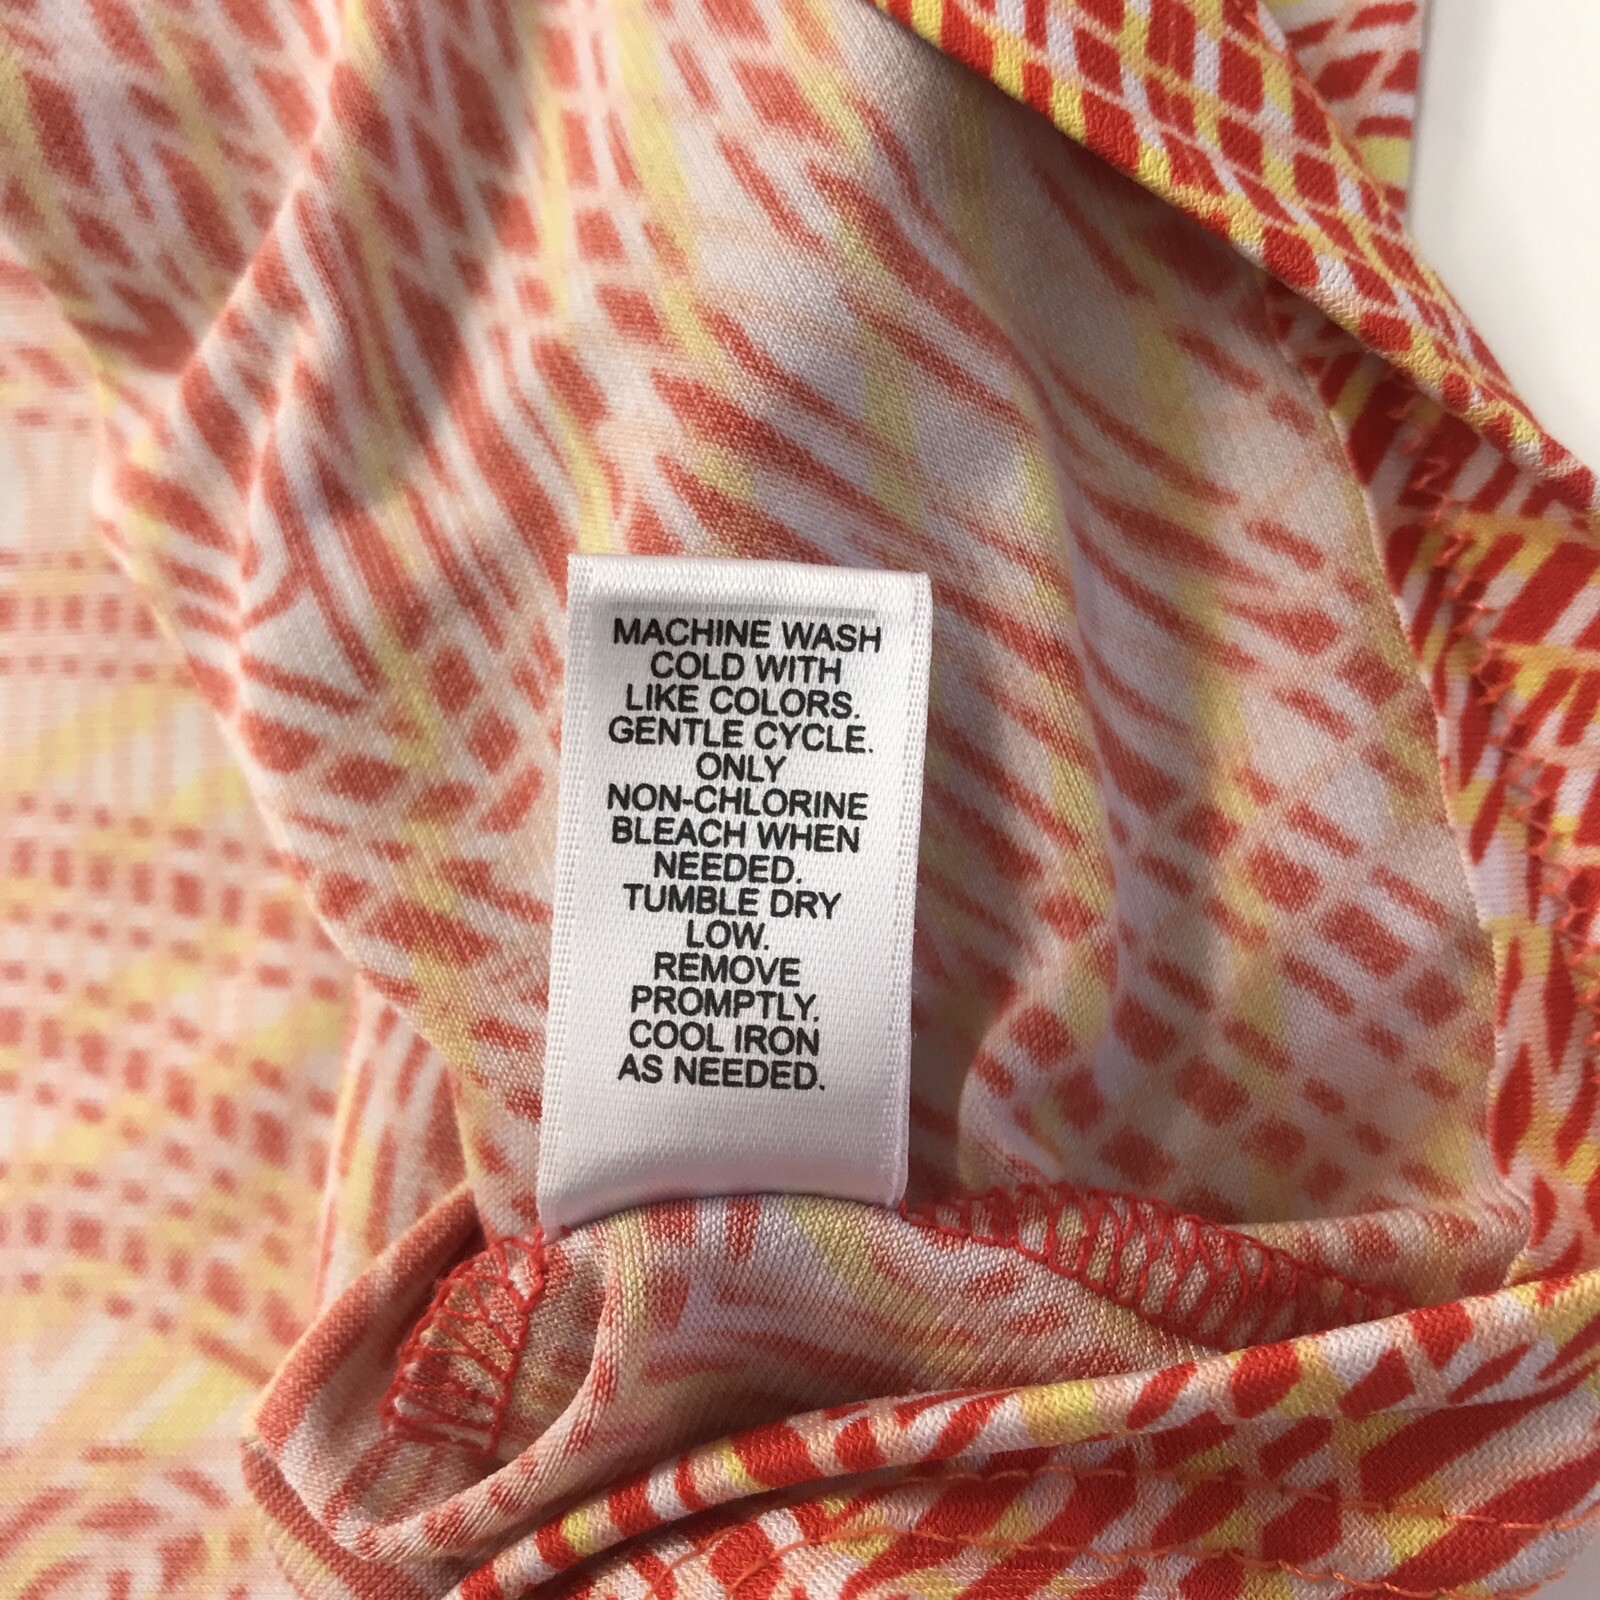 MACHINE WASH
COLD WITH
LIKE COLORS.
GENTLE CYCLE.
ONLY
NON-CHLORINE
BLEACH WHEN
NEEDED.
TUMBLE DRY
LOW.
REMOVE
PROMPTLY.
COOL IRON
AS NEEDED.